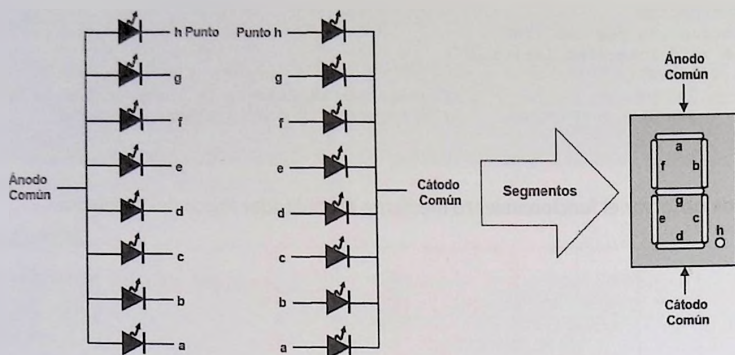 h Punto
g
f
e
d
c
b
a
Ánodo
Común
Punto h
g
f
e
d
c
b
a
Cátodo
Común
Segmentos
Ánodo
Común
a
f b
g
e c
d h
Cátodo
Común